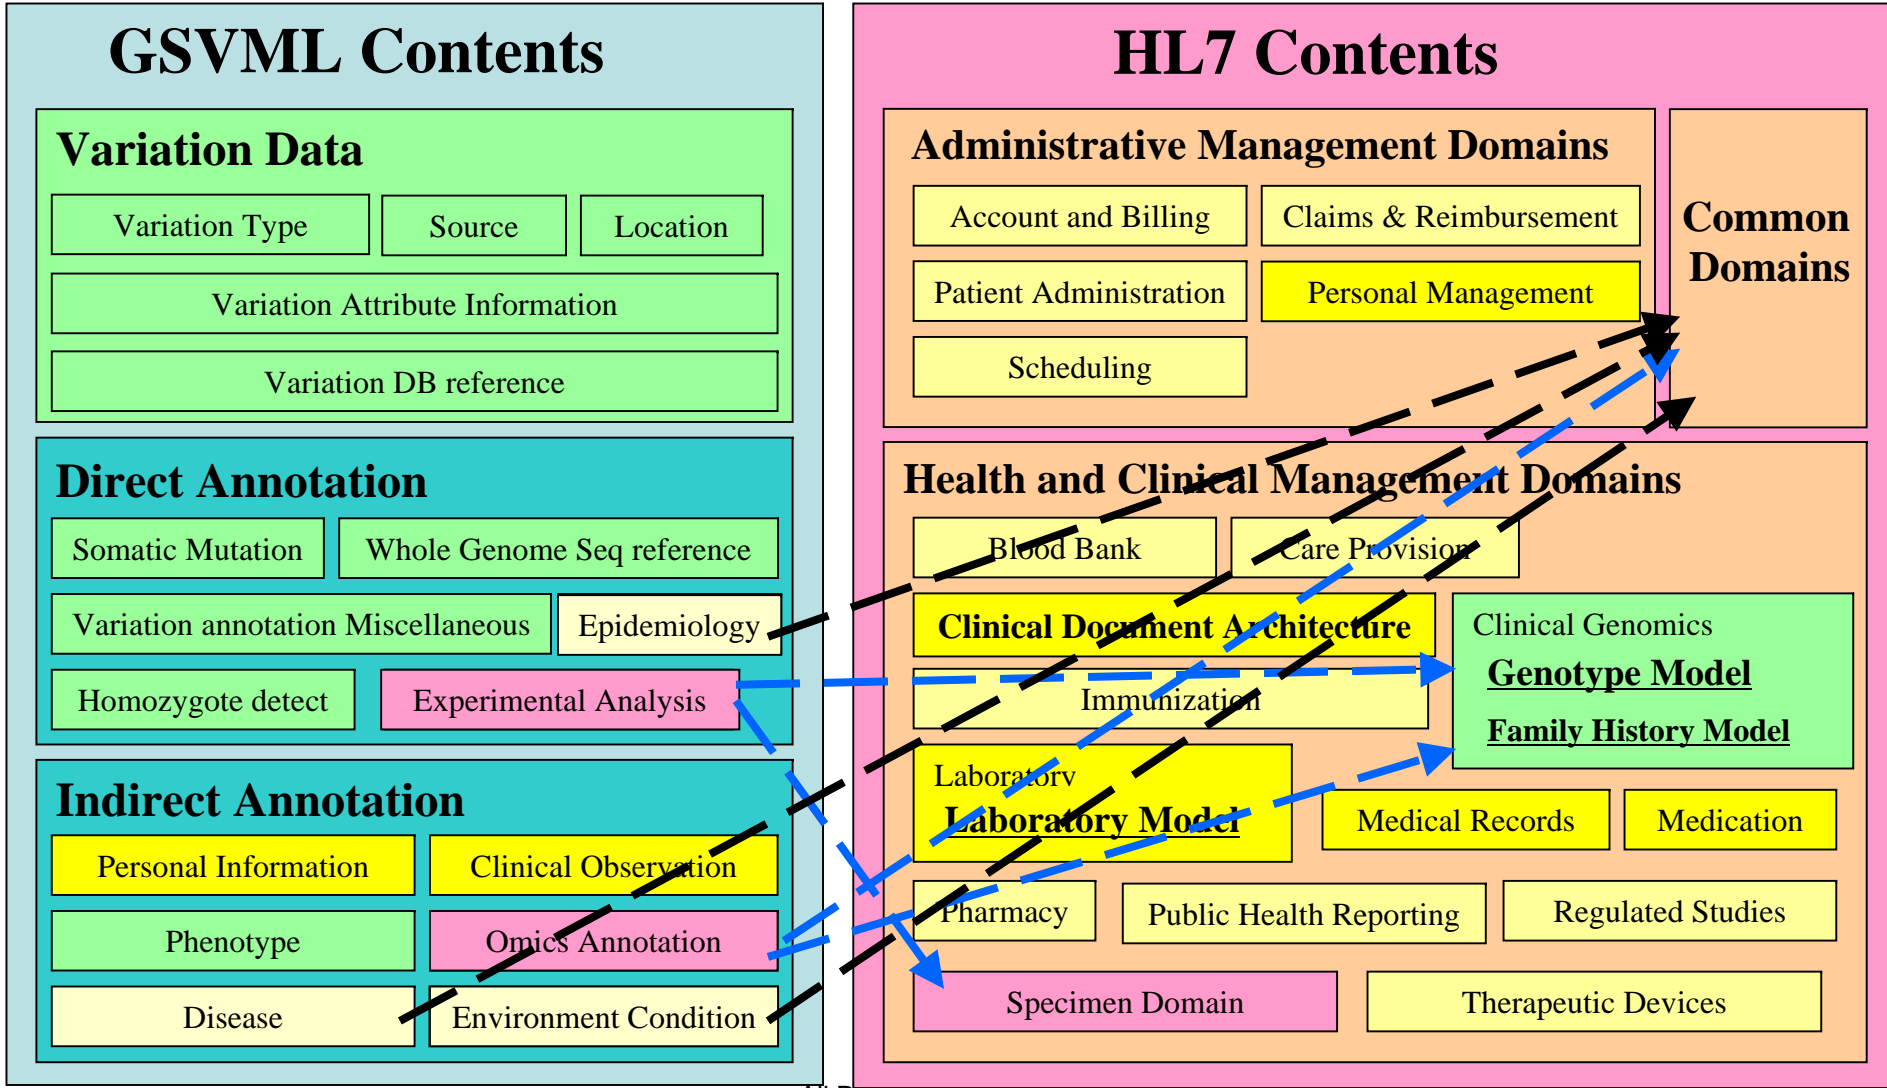 GSVML Contents
Variation Data
Variation Type
Source
Location
Variation Attribute Information
Variation DB reference
Direct Annotation
Somatic Mutation
Whole Genome Seq reference
Variation annotation Miscellaneous
Epidemiology
Homozygote detect
Experimental Analysis
Indirect Annotation
Personal Information
Clinical Observation
Phenotype
Omics Annotation
Disease
Environment Condition
HL7 Contents
Administrative Management Domains
Account and Billing
Claims & Reimbursement
Patient Administration
Personal Management
Scheduling
Common
Domains
Health and Clinical Management Domains
Blood Bank
Care Provision
Clinical Document Architecture
Immunization
Clinical Genomics
Genotype Model
Family History Model
Laboratory
Laboratory Model
Medical Records
Medication
Pharmacy
Public Health Reporting
Regulated Studies
Specimen Domain
Therapeutic Devices